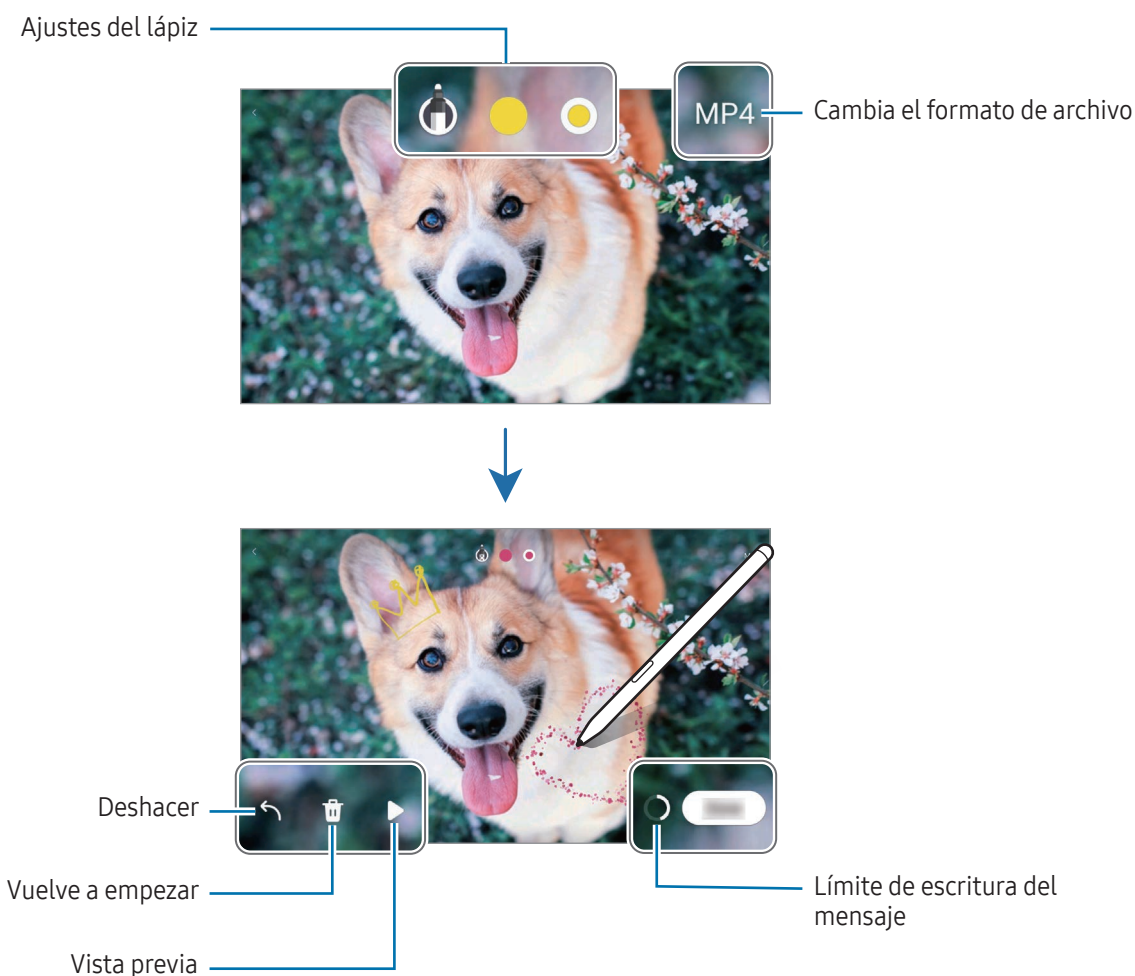 Ajustes del lápiz
MP4
Cambia el formato de archivo
Deshacer
Vuelve a empezar
Vista previa
Límite de escritura del
mensaje